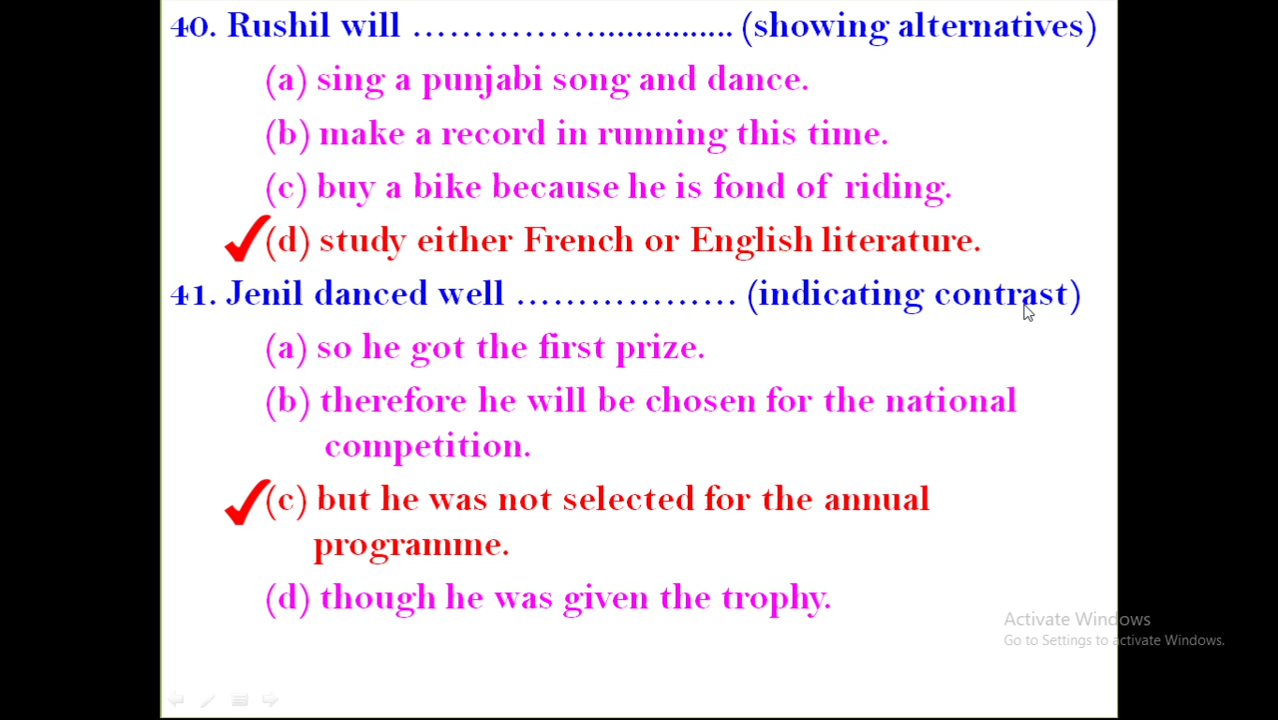 40. Rushil will ……………….............. (showing alternatives)
(a) sing a punjabi song and dance.
(b) make a record in running this time.
(c) buy a bike because he is fond of riding.
(d) study either French or English literature.
41. Jenil danced well ………………… (indicating contrast)
(a) so he got the first prize.
(b) therefore he will be chosen for the national
competition.
(c) but he was not selected for the annual
programme.
(d) though he was given the trophy.
Activate Windows
Go to Settings to activate Windows.